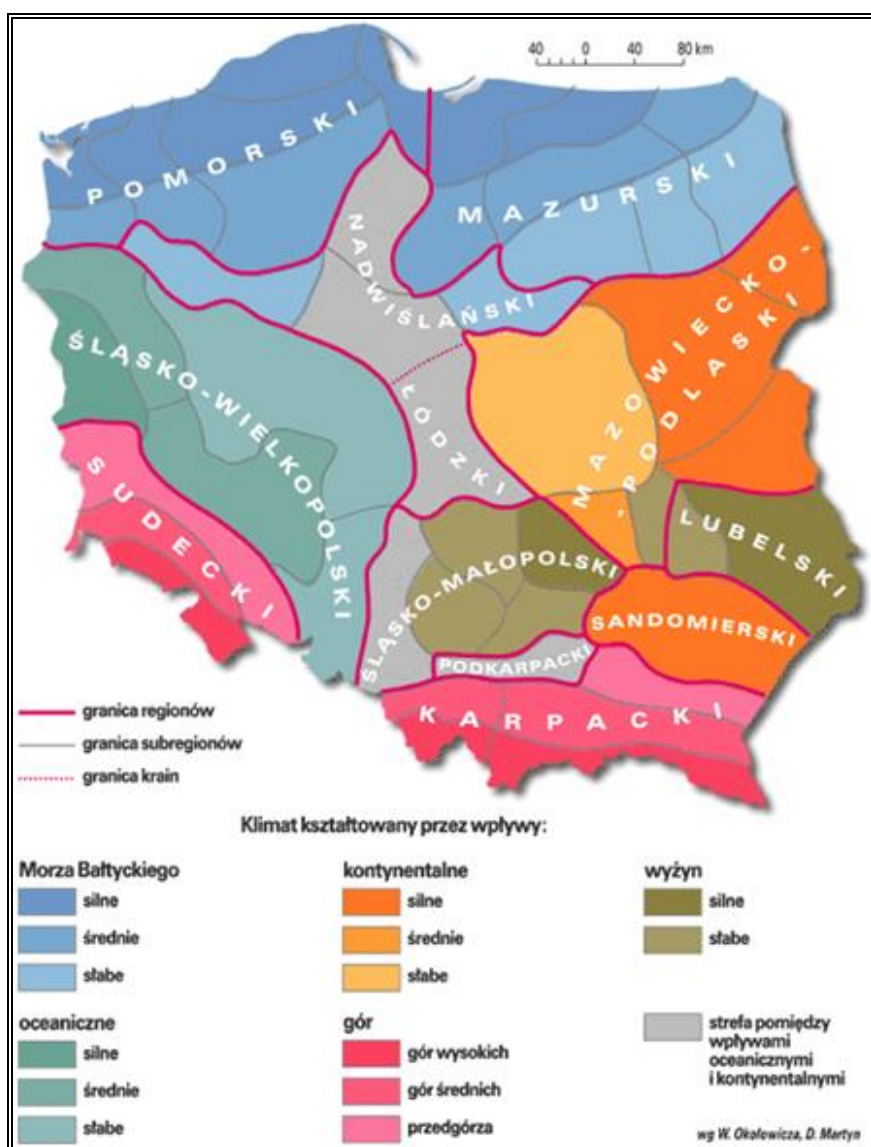 40 0 40 80 km
POMORSKI
MAZURSKI
NADWIŚLAŃSKI
MAZOWIECKO-
-PODLASKI
ŚLĄSKO-WIELKOPOLSKI
ŁÓDZKI
SUDECKI
LUBELSKI
ŚLĄSKO-MAŁOPOLSKI
SANDOMIERSKI
PODKARPACKI
KARPACKI
granica regionów
granica subregionów
granica krain
Klimat kształtowany przez wpływy:
Morza Bałtyckiego
silne
średnie
słabe
kontynentalne
silne
średnie
słabe
wyżyn
silne
słabe
oceaniczne
silne
średnie
słabe
gór
gór wysokich
gór średnich
przedgórza
strefa pomiędzy
wpływami
oceanicznymi
i kontynentalnymi
wg W. Okołowicza, D. Martyn